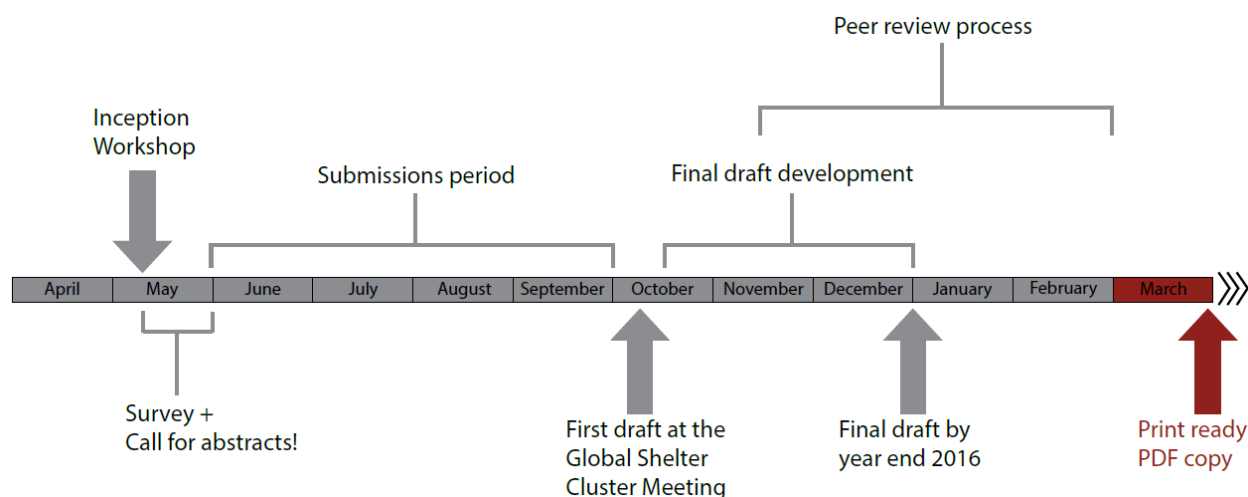 Peer review process
Inception
Workshop
Submissions period
Final draft development
April May June July August September October November December January February March
Survey +
Call for abstracts!
First draft at the
Global Shelter
Cluster Meeting
Final draft by
year end 2016
Print ready
PDF copy